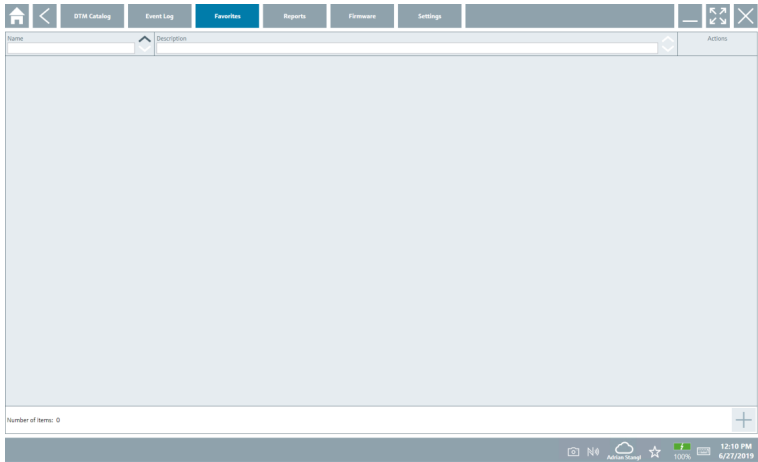 DTM Catalog
Event Log
Favorites
Reports
Firmware
Settings
Name
Description
Actions
Number of items: 0
Adrian Stangl
100%
12:10 PM
6/27/2019